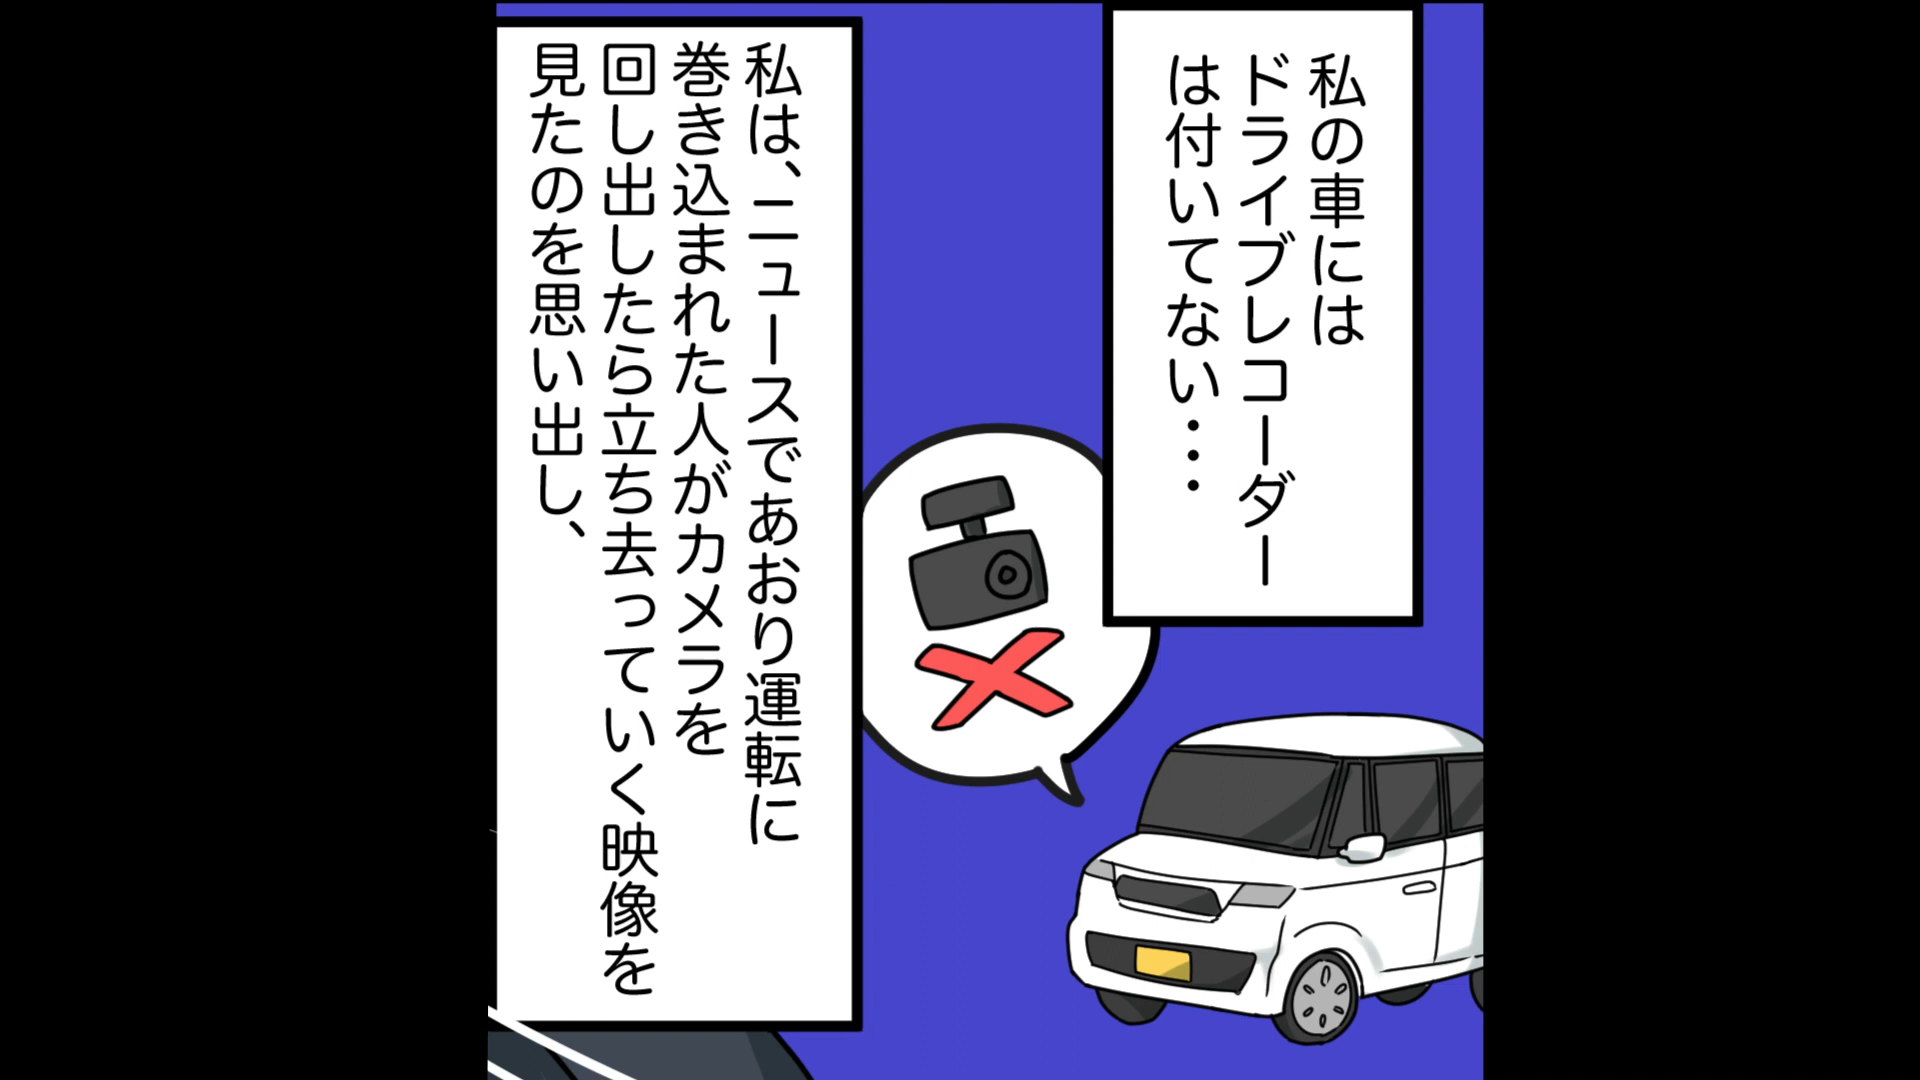 私の車には
ドライブレコーダー
は付いてない・・・
私は、ニュースであおり運転に
巻き込まれた人がカメラを
回し出したら立ち去っていく映像を
見たのを思い出し、